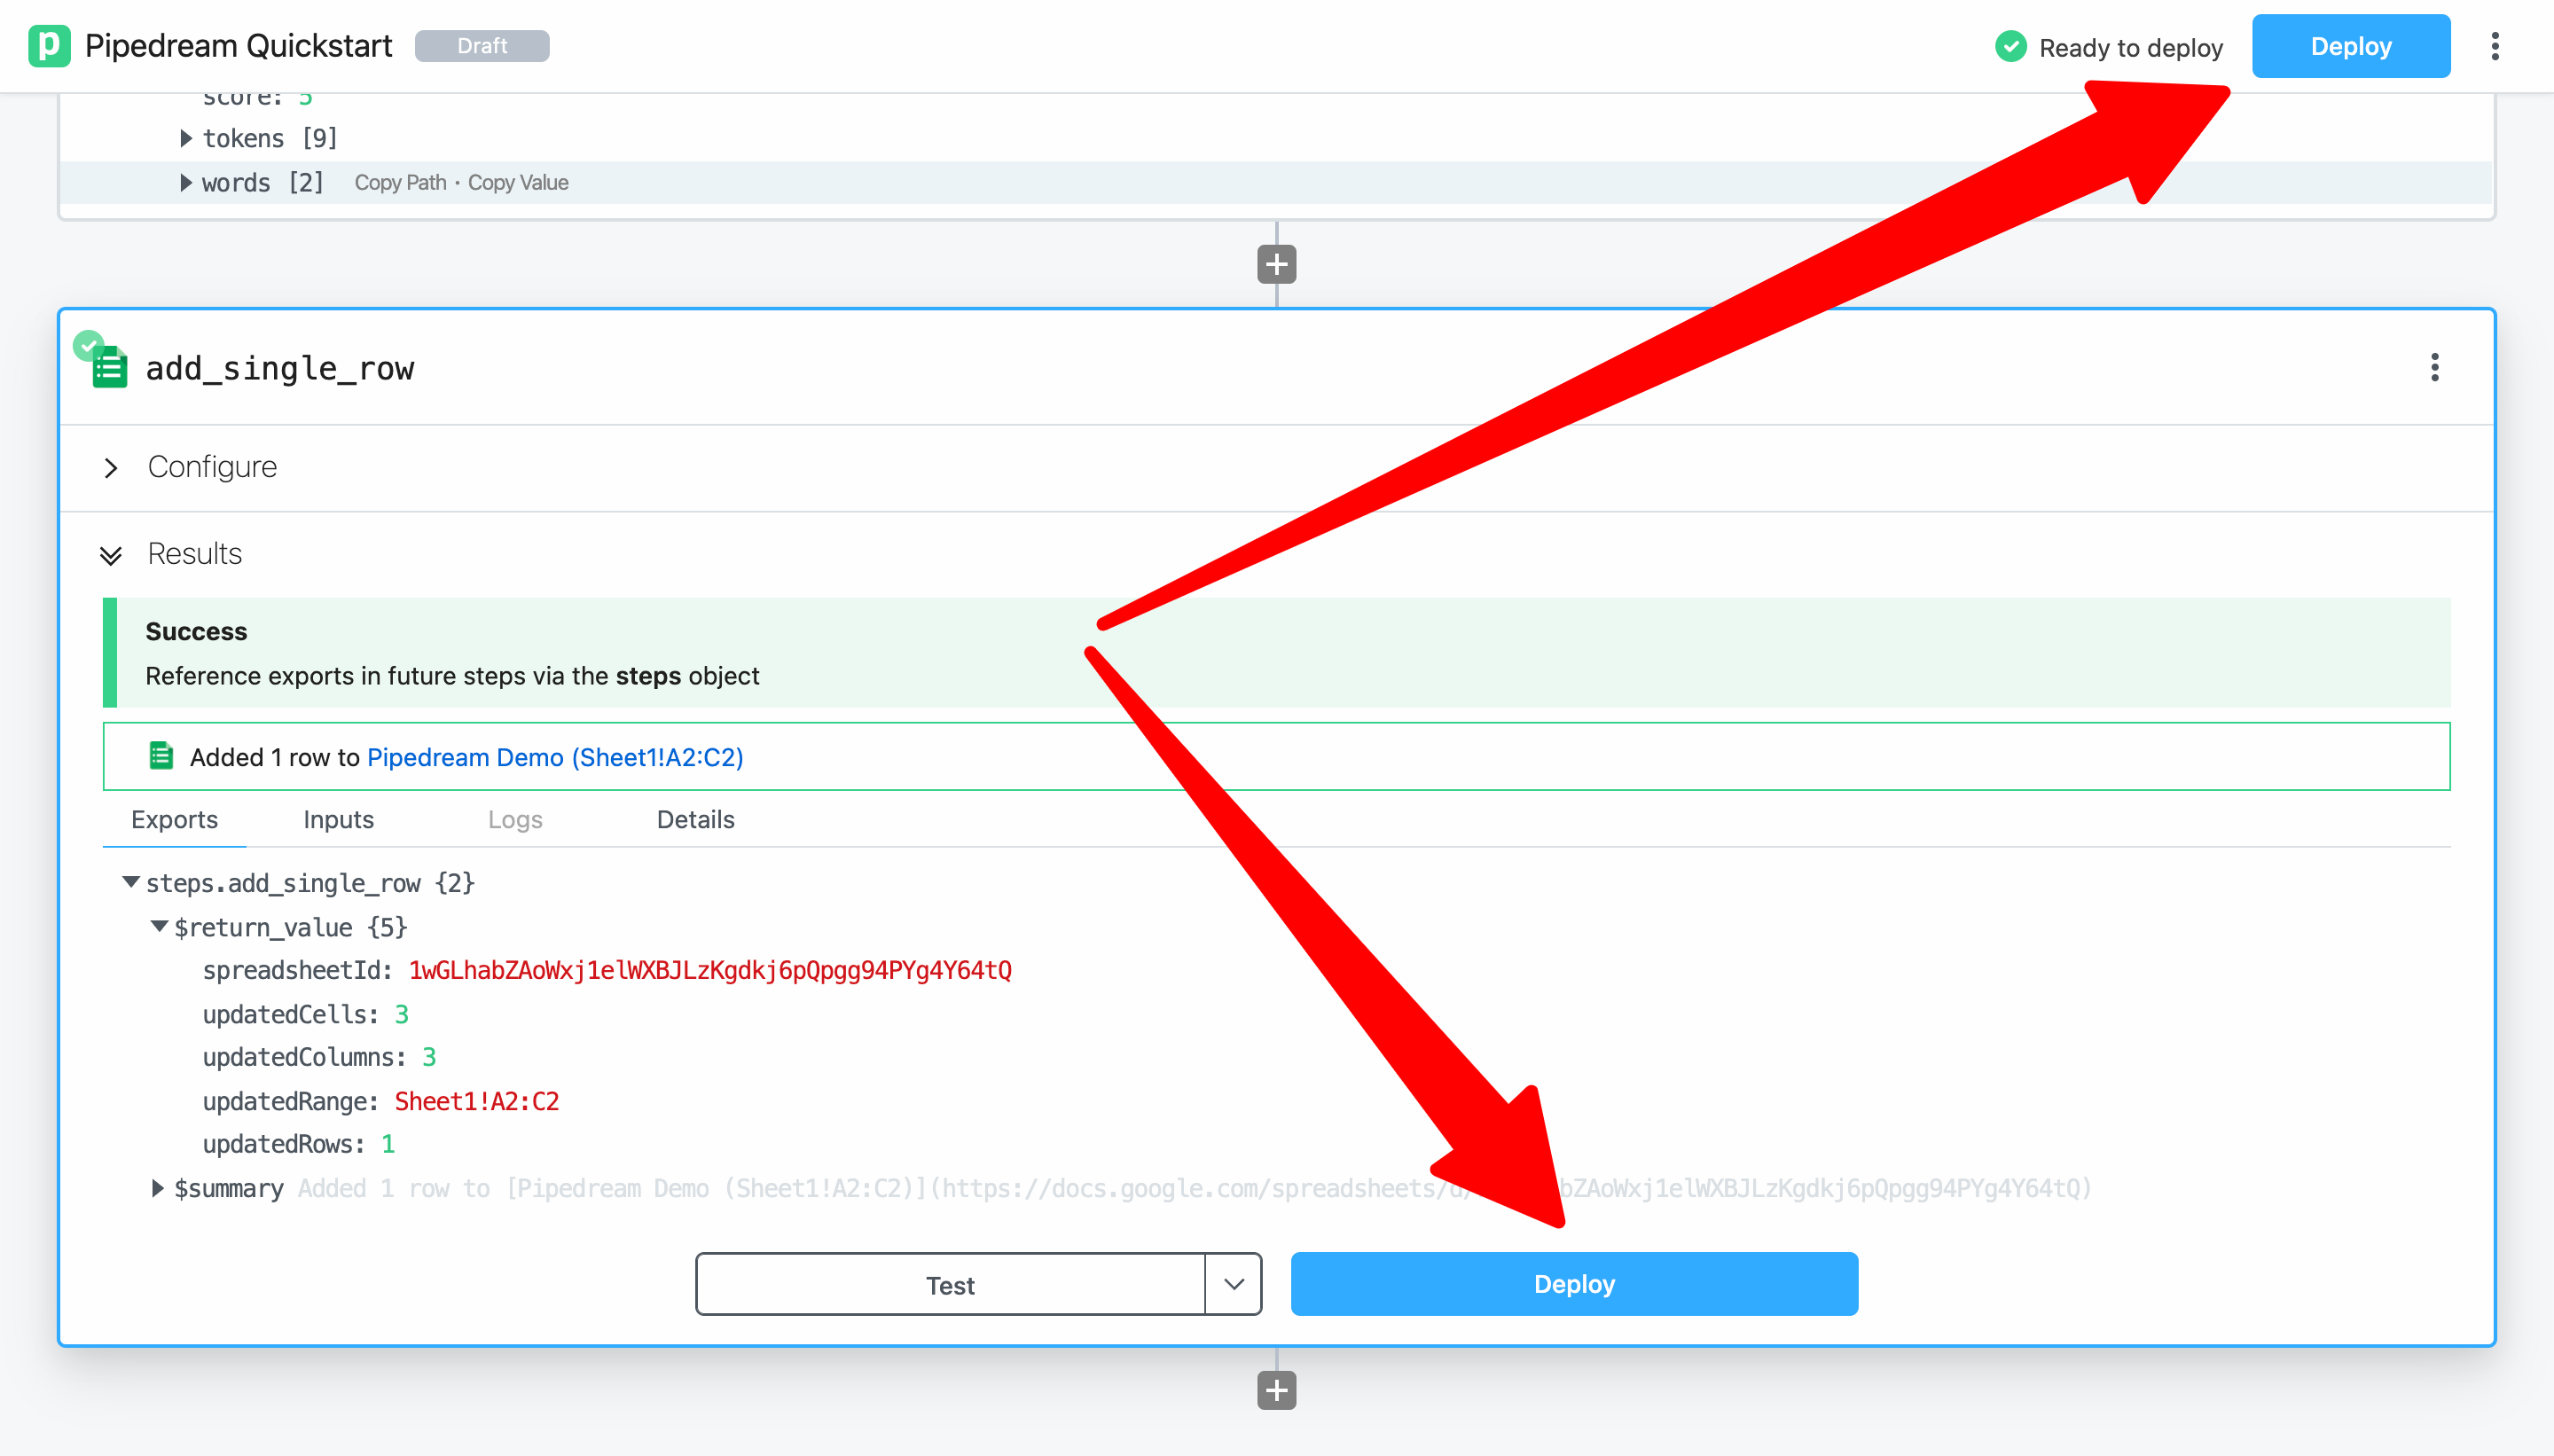 p Pipedream Quickstart Draft Ready to deploy Deploy
score: 5
tokens [9]
words [2] Copy Path · Copy Value
add_single_row
Configure
Results
Success
Reference exports in future steps via the steps object
Added 1 row to Pipedream Demo (Sheet1!A2:C2)
Exports Inputs Logs Details
steps.add_single_row {2}
$return_value {5}
spreadsheetId: 1wGLhabZAoWxj1elWXBJLzKgdkj6pQpgg94PYg4Y64tQ
updatedCells: 3
updatedColumns: 3
updatedRange: Sheet1!A2:C2
updatedRows: 1
$summary Added 1 row to [Pipedream Demo (Sheet1!A2:C2)](https://docs.google.com/spreadsheets/d/ bZAoWxj1elWXBJLzKgdkj6pQpgg94PYg4Y64tQ)
Test Deploy